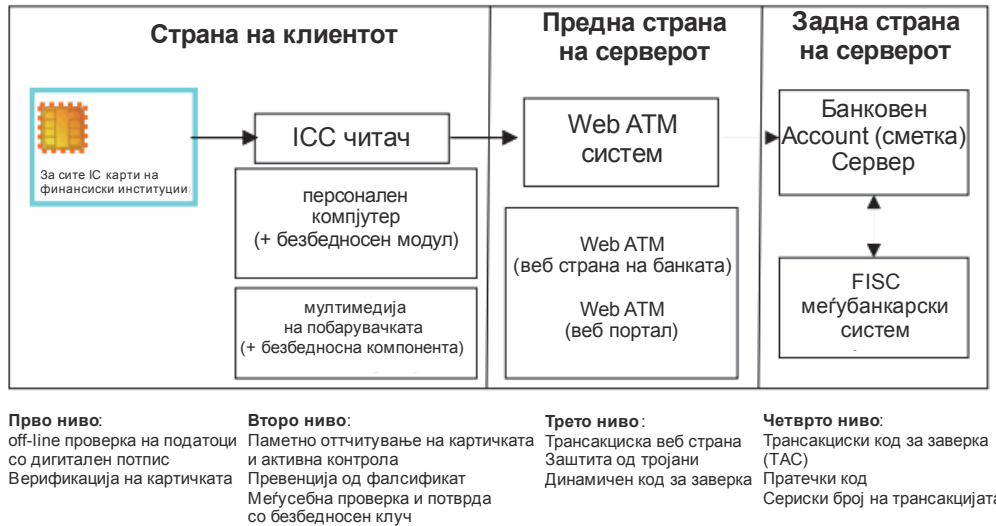 Страна на клиентот
Предна страна
на серверот
Задна страна
на серверот
За сите IC карти на
финансиски институции
ICC читач
персонален
компјутер
(+ безбедносен модул)
мултимедија
на побарувачката
(+ безбедносна компонента)
Web ATM
систем
Web ATM
(веб страна на банката)
Web ATM
(веб портал)
Банковен
Account (сметка)
Сервер
FISC
меѓубанкарски
систем
Прво ниво:
off-line проверка на податоци
со дигитален потпис
Верификација на картичката
Второ ниво:
Паметно оттчитување на картичката
и активна контрола
Превенција од фалсификат
Меѓусебна проверка и потврда
со безбедносен клуч
Трето ниво:
Трансакциска веб страна
Заштита од тројани
Динамичен код за заверка
Четврто ниво:
Трансакциски код за заверка
(TAC)
Пратечки код
Сериски број на трансакцијата